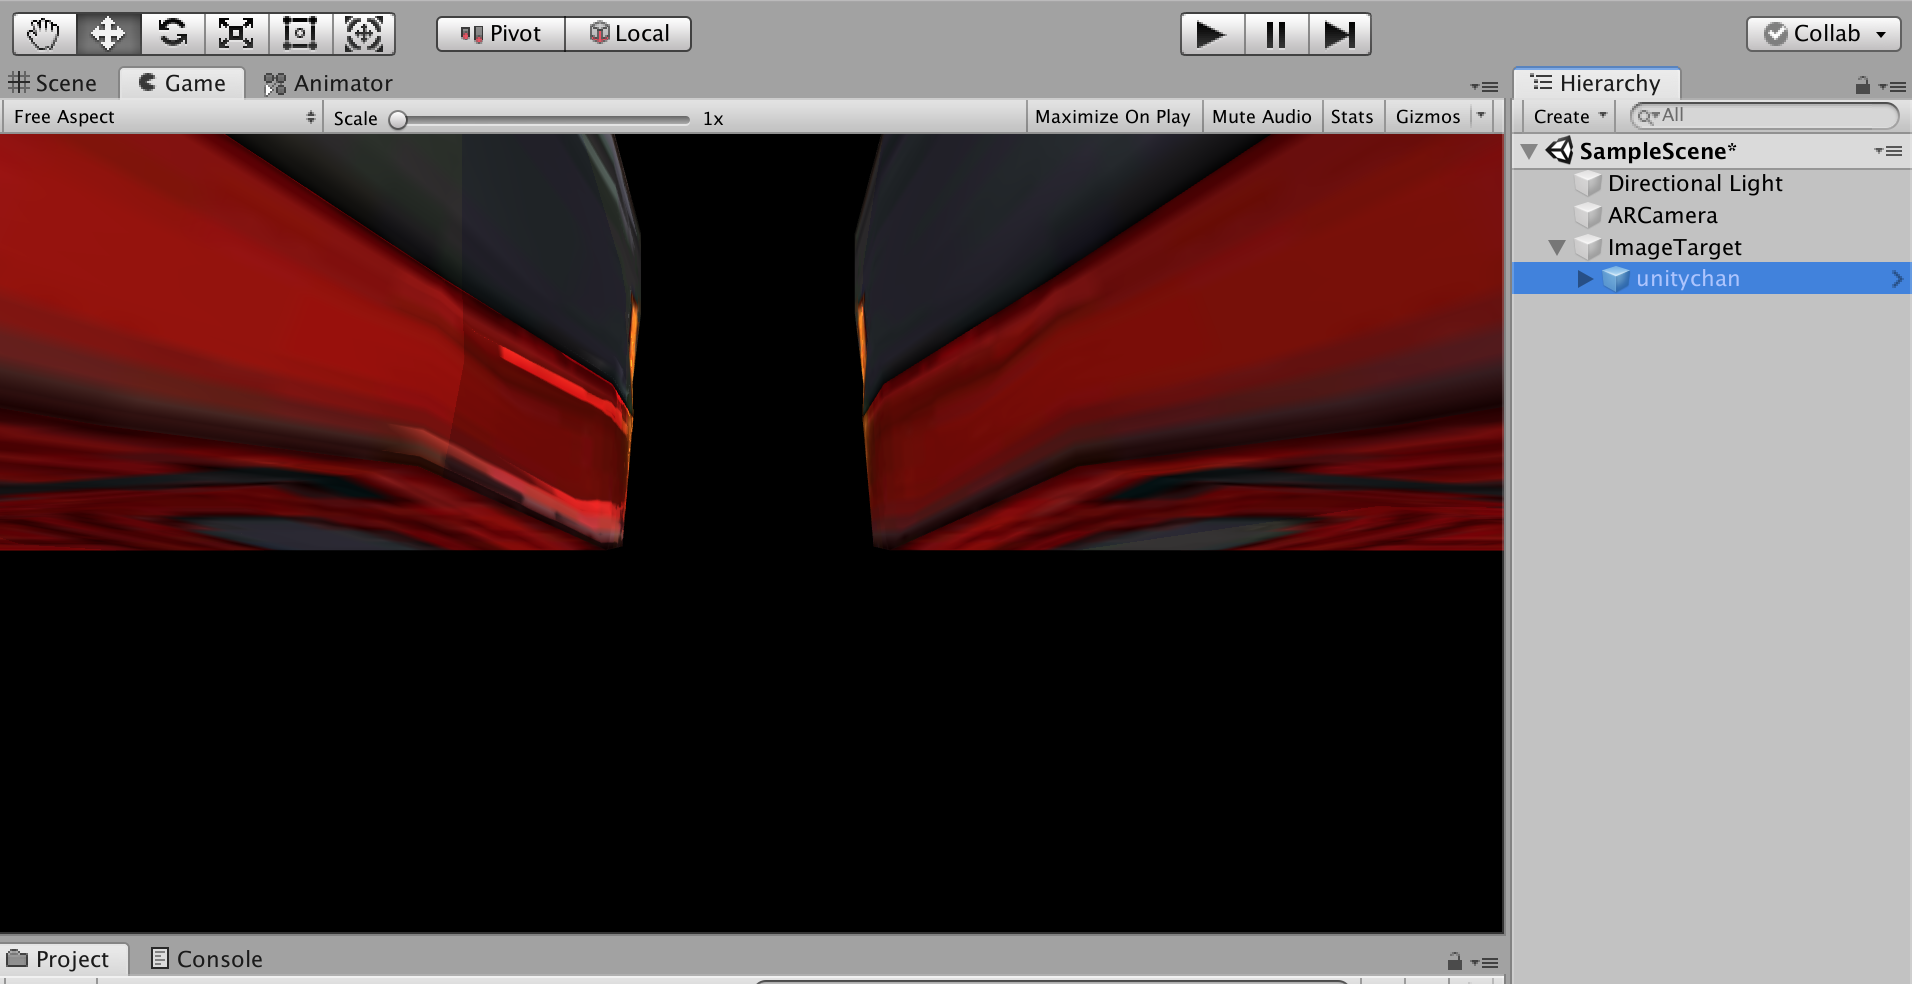 Pivot Local Collab
Scene Game Animator Hierarchy
Free Aspect Scale 1x Maximize On Play Mute Audio Stats Gizmos Create All
SampleScene*
Directional Light
ARCamera
ImageTarget
unitychan
Project Console